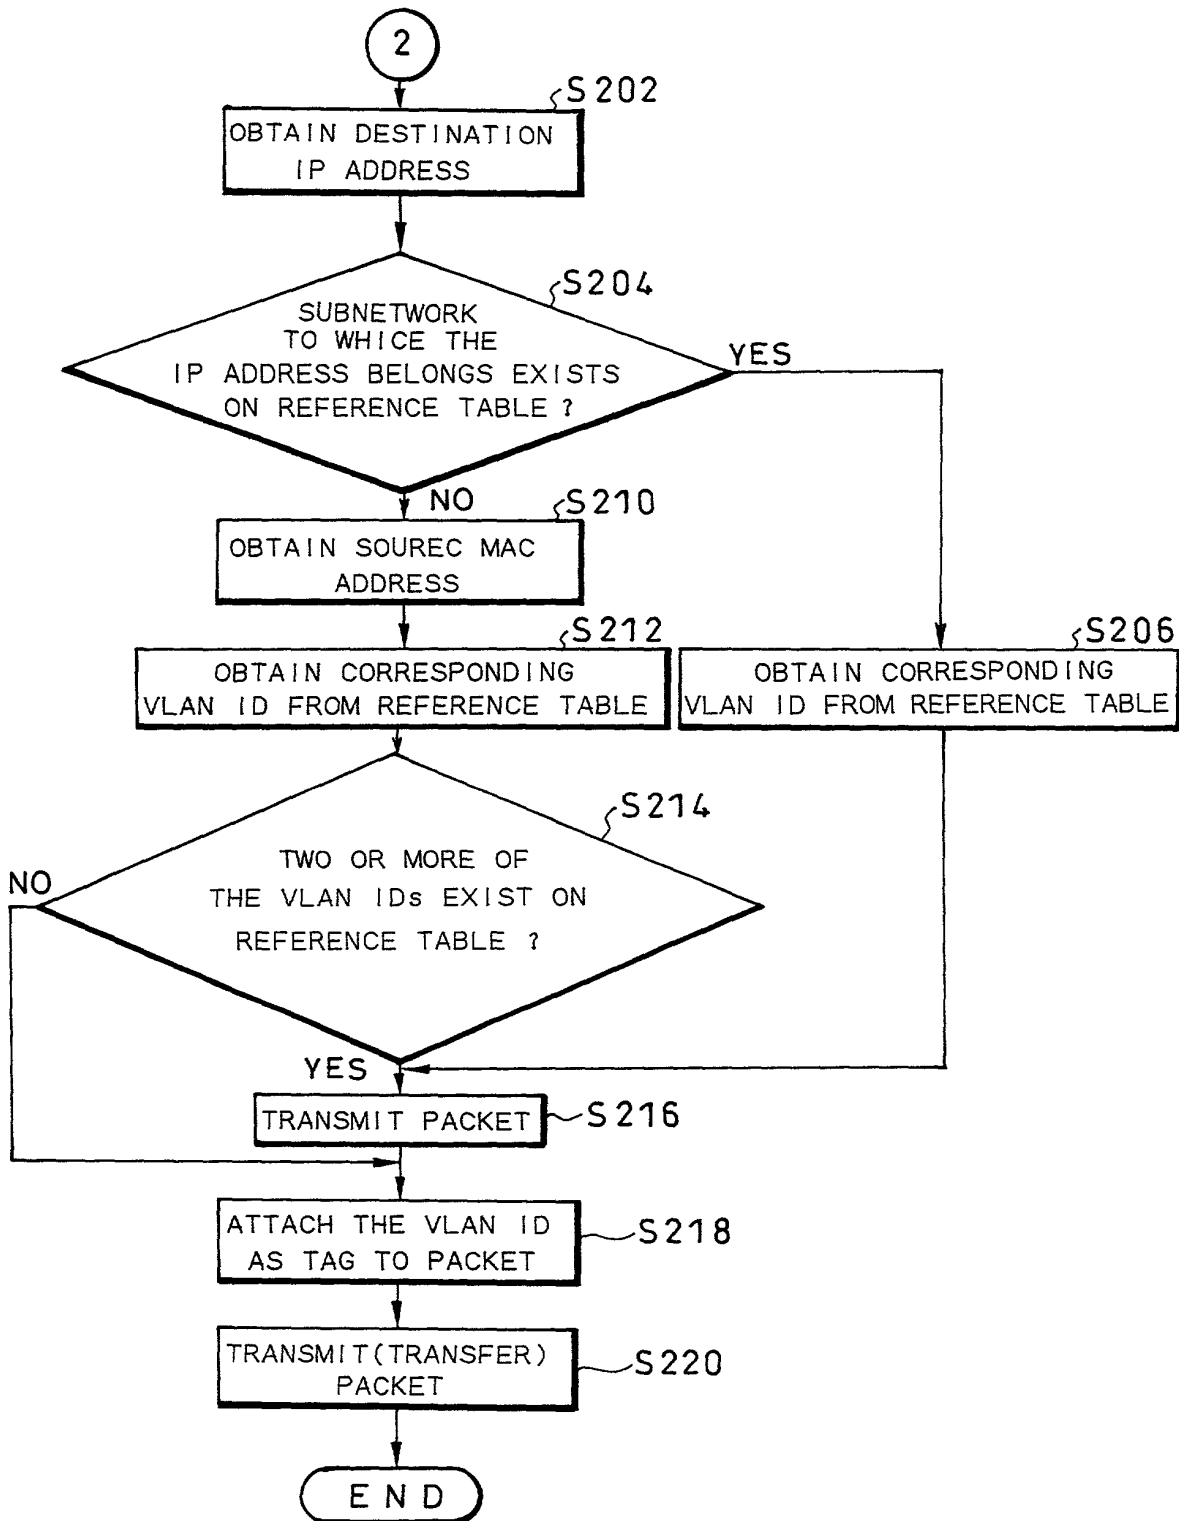 2
S202
OBTAIN DESTINATION
IP ADDRESS
S204
SUBNETWORK
TO WHICE THE
IP ADDRESS BELONGS EXISTS
ON REFERENCE TABLE ?
YES
NO
S210
OBTAIN SOUREC MAC
ADDRESS
S212
OBTAIN CORRESPONDING
VLAN ID FROM REFERENCE TABLE
S206
OBTAIN CORRESPONDING
VLAN ID FROM REFERENCE TABLE
S214
TWO OR MORE OF
THE VLAN IDs EXIST ON
REFERENCE TABLE ?
NO
YES
TRANSMIT PACKET
S216
ATTACH THE VLAN ID
AS TAG TO PACKET
S218
TRANSMIT(TRANSFER)
PACKET
S220
END